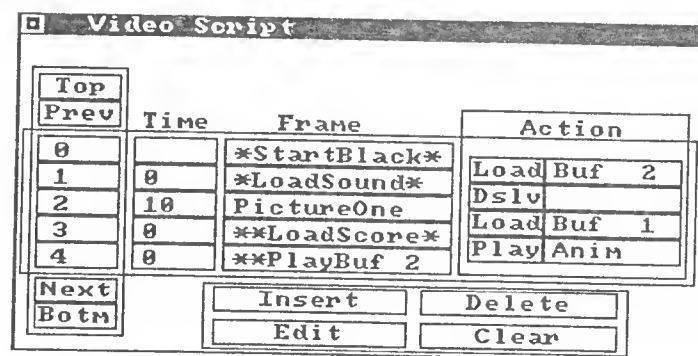 Video Script
Top
Prev Time Frame Action
0 *StartBlack*
1 0 *LoadSound* Load Buf 2
2 10 PictureOne Dslv
3 0 **LoadScore* Load Buf 1
4 0 **PlayBuf 2 Play Anim
Next Insert Delete
Botm Edit Clear